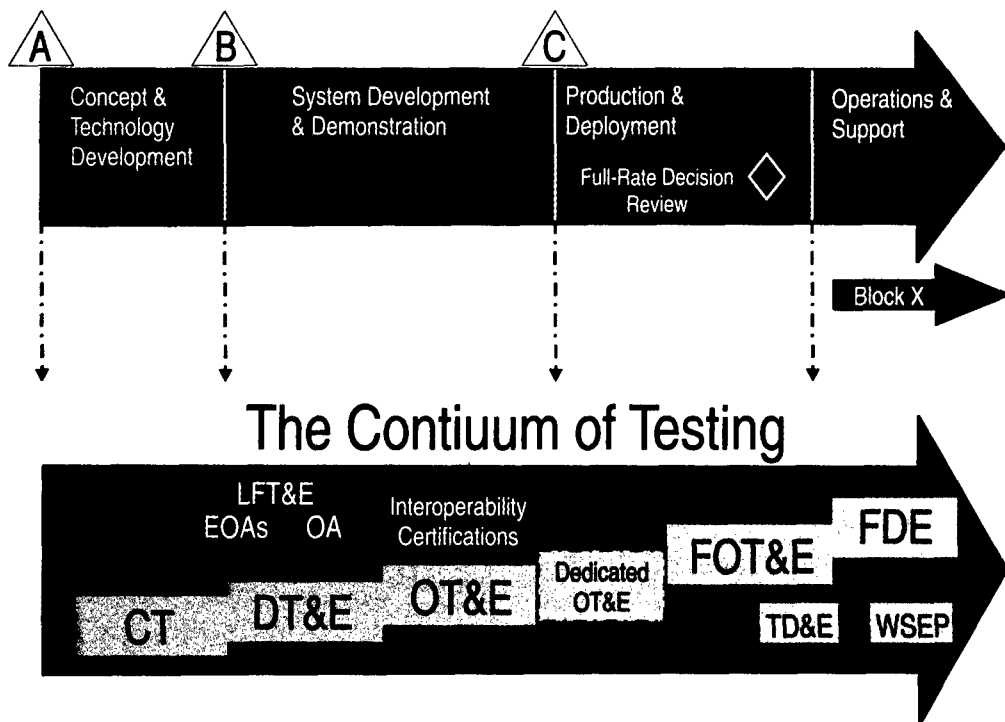 A
B
C
Concept &
Technology
Development
System Development
& Demonstration
Production &
Deployment
Full-Rate Decision
Review
Operations &
Support
Block X
The Contiuum of Testing
LFT&E
EOAs OA
Interoperability
Certifications
CT
DT&E
OT&E
Dedicated
OT&E
FOT&E
FDE
TD&E
WSEP